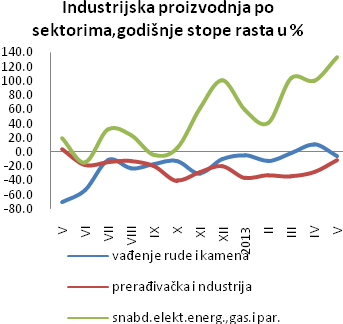 Industrijska proizvodnja po
sektorima,godišnje stope rasta u %
140.0
120.0
100.0
80.0
60.0
40.0
20.0
0.0
-20.0
-40.0
-60.0
-80.0
V VI VII VIII IX X XI XII 2013 II III IV V
vađenje rude i kamena
prerađivačka i ndustrija
snabd.elekt.energ.,gas.i par.